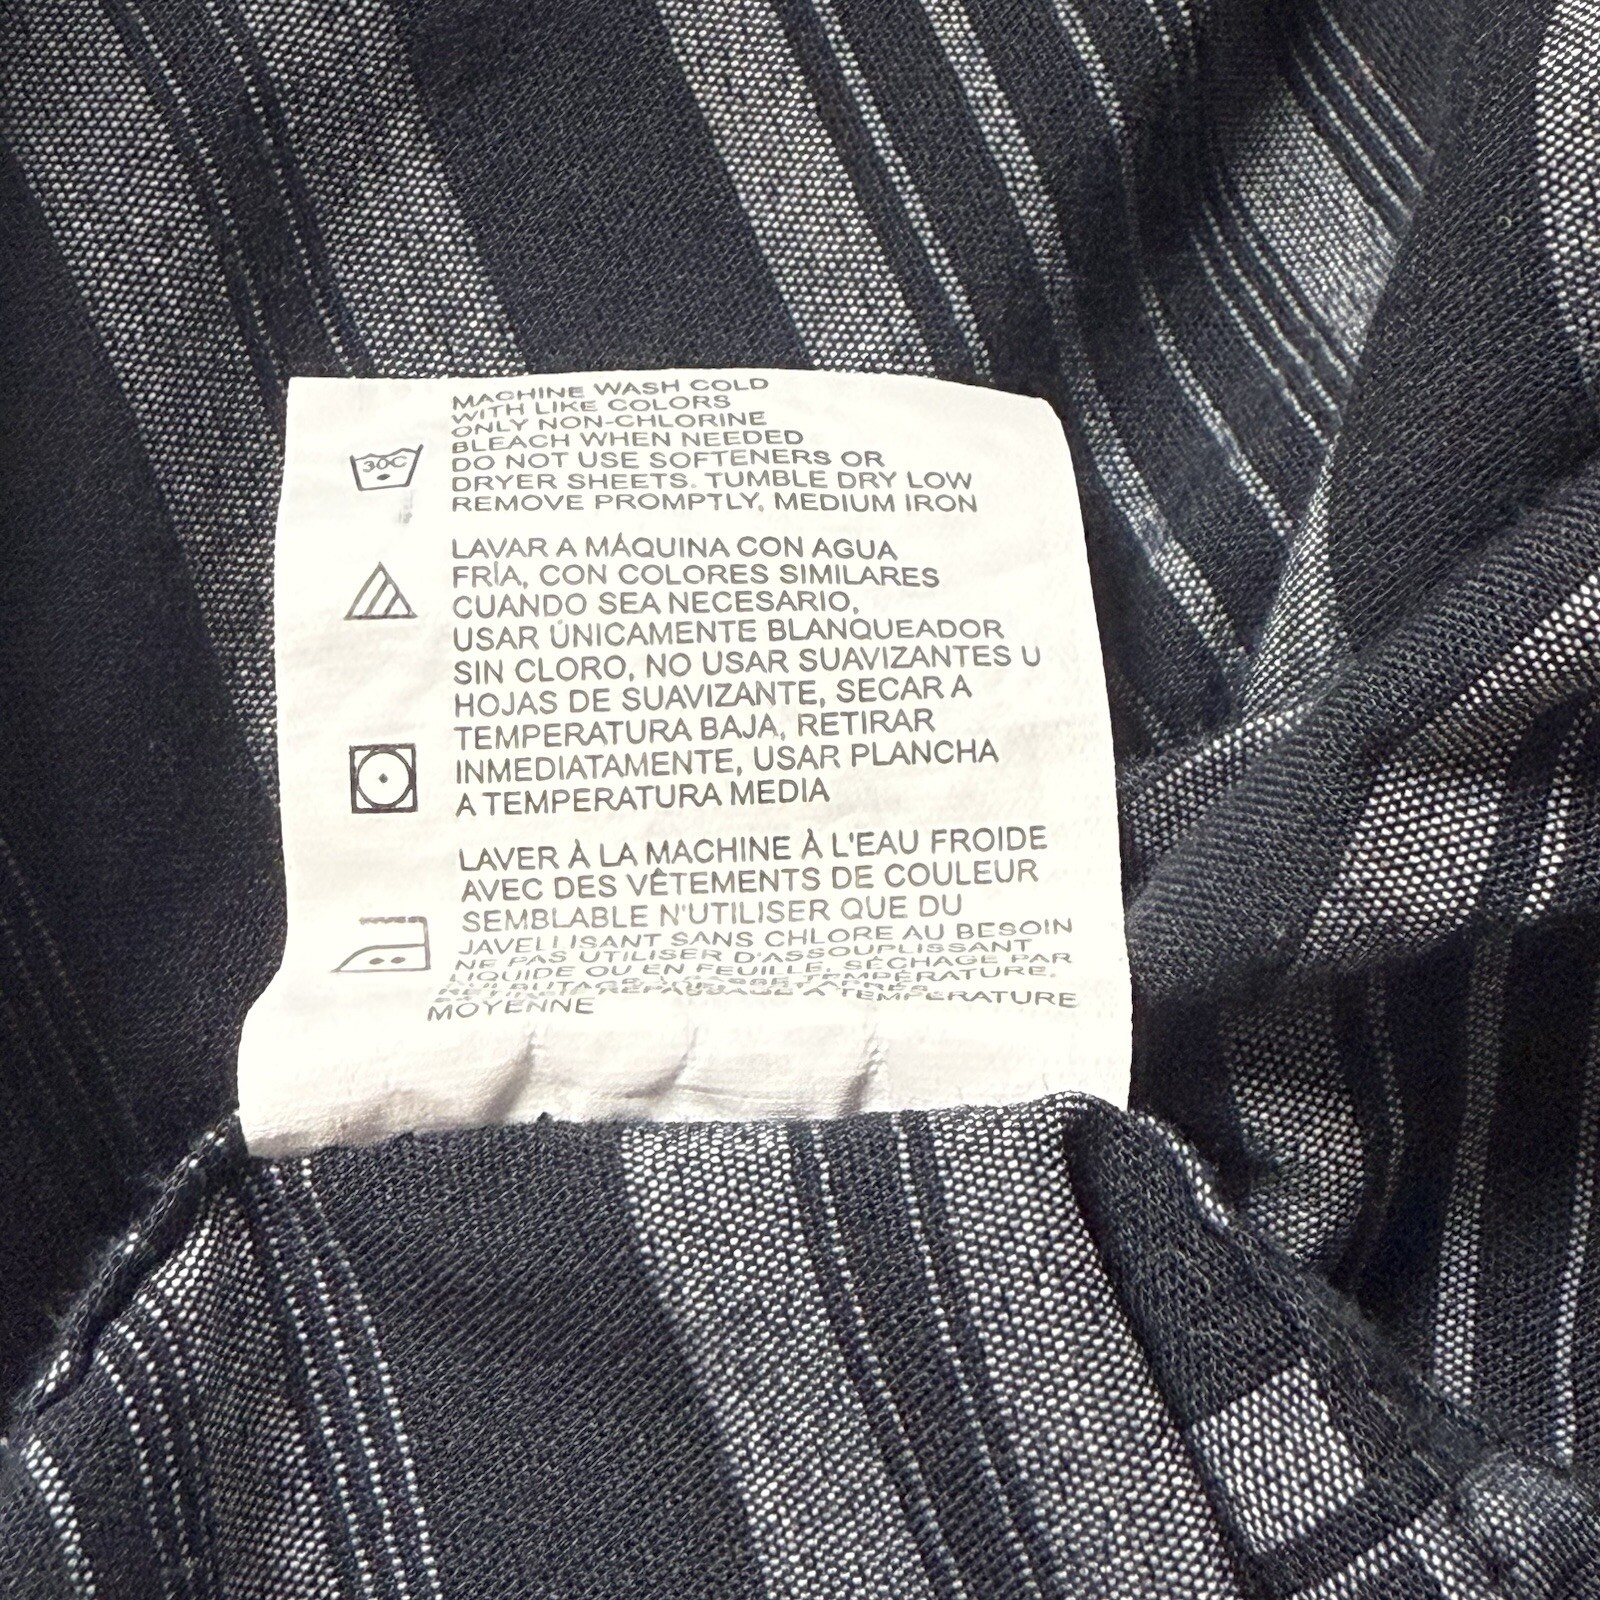 MACHINE WASH COLD
WITH LIKE COLORS
ONLY NON-CHLORINE
BLEACH WHEN NEEDED
DO NOT USE SOFTENERS OR
DRYER SHEETS. TUMBLE DRY LOW
REMOVE PROMPTLY, MEDIUM IRON
30C
LAVAR A MÁQUINA CON AGUA
FRÍA, CON COLORES SIMILARES
CUANDO SEA NECESARIO,
USAR ÚNICAMENTE BLANQUEADOR
SIN CLORO, NO USAR SUAVIZANTES U
HOJAS DE SUAVIZANTE, SECAR A
TEMPERATURA BAJA, RETIRAR
INMEDIATAMENTE, USAR PLANCHA
A TEMPERATURA MEDIA
LAVER À LA MACHINE À L'EAU FROIDE
AVEC DES VÊTEMENTS DE COULEUR
SEMBLABLE N'UTILISER QUE DU
JAVELLISANT SANS CHLORE AU BESOIN
NE PAS UTILISER D'ASSOUPLISSANT
LIQUIDE OU EN FEUILLE, SÉCHAGE PAR
TEMPÉRATURE.
REPASSAGE À TEMPÉRATURE
MOYENNE